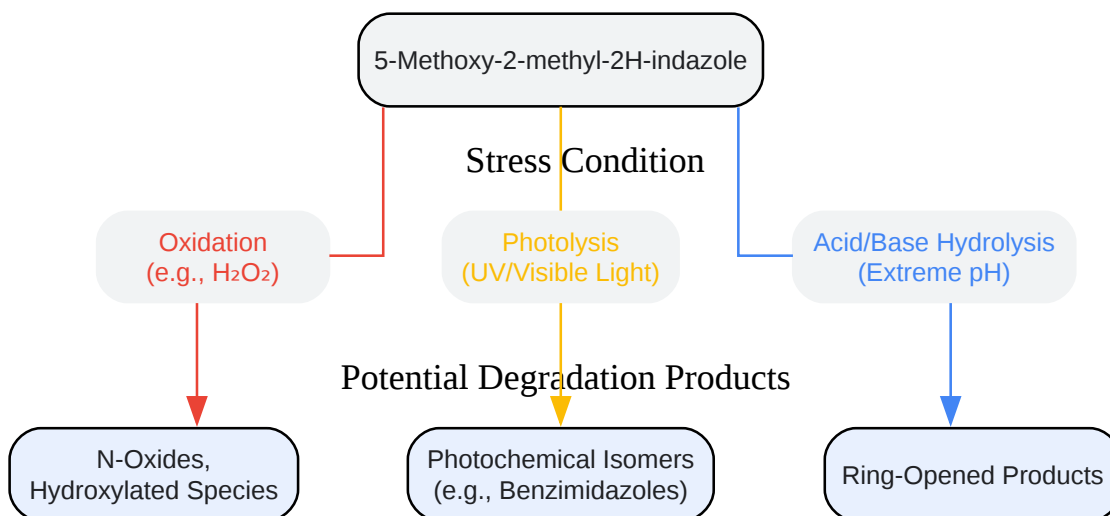 5-Methoxy-2-methyl-2H-indazole
Stress Condition
Oxidation
(e.g., H₂O₂)
Photolysis
(UV/Visible Light)
Acid/Base Hydrolysis
(Extreme pH)
Potential Degradation Products
N-Oxides,
Hydroxylated Species
Photochemical Isomers
(e.g., Benzimidazoles)
Ring-Opened Products